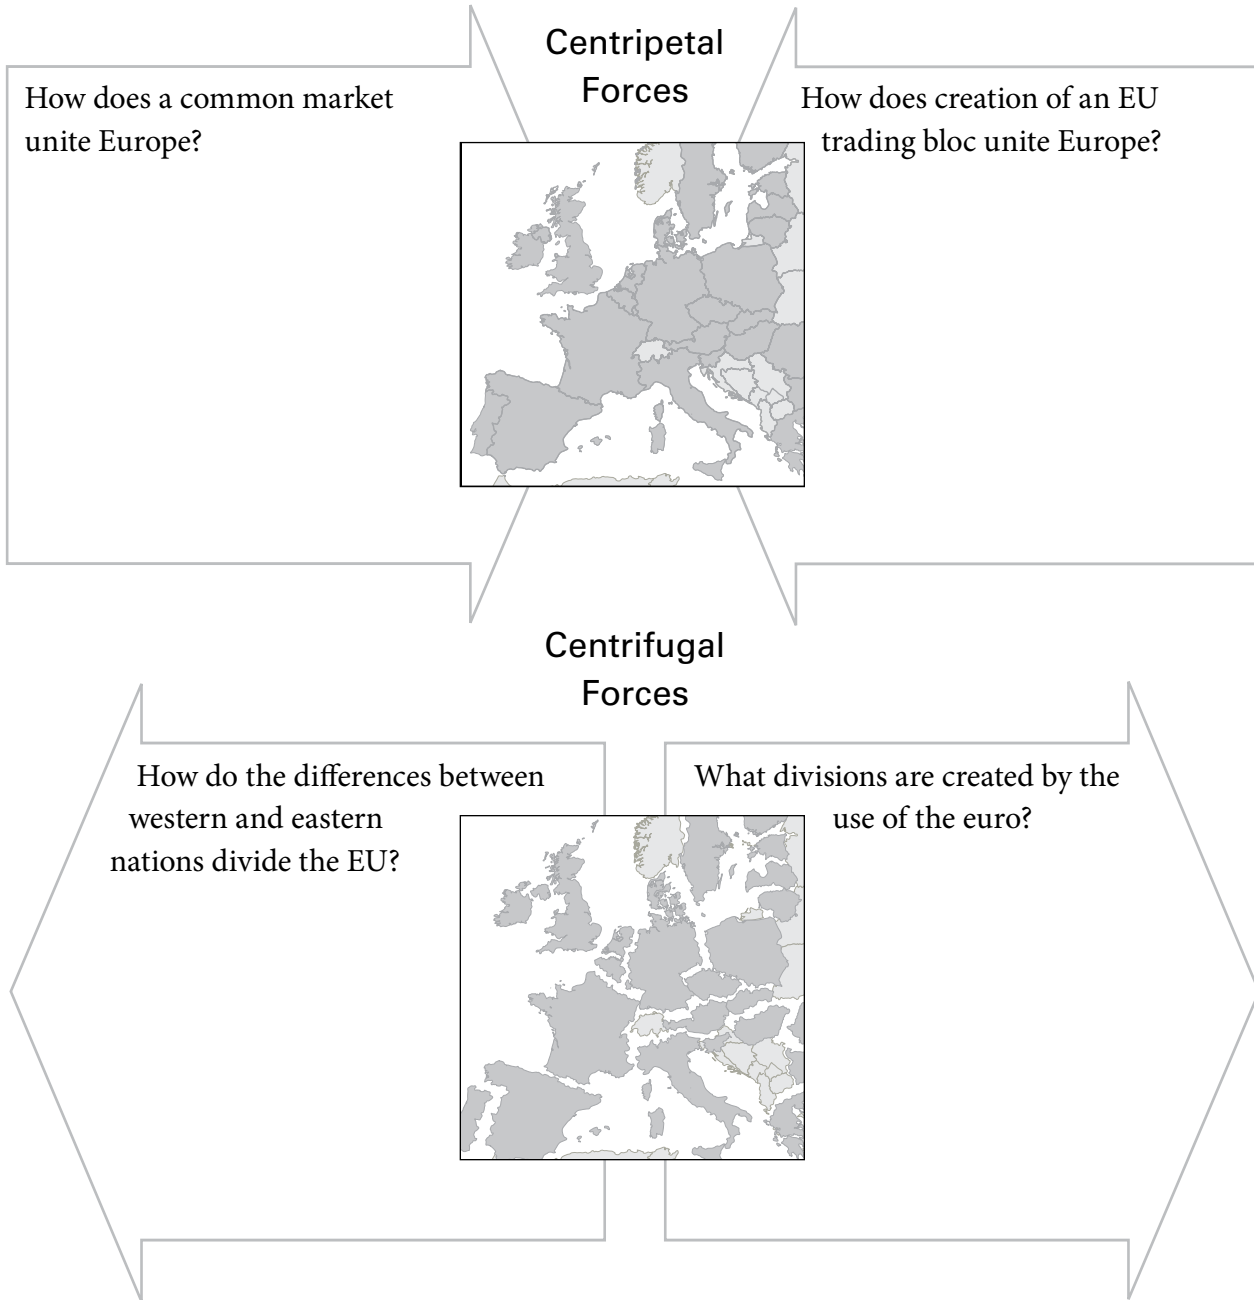 Centripetal
Forces
How does a common market
unite Europe?
How does creation of an EU
trading bloc unite Europe?
Centrifugal
Forces
How do the differences between
western and eastern
nations divide the EU?
What divisions are created by the
use of the euro?